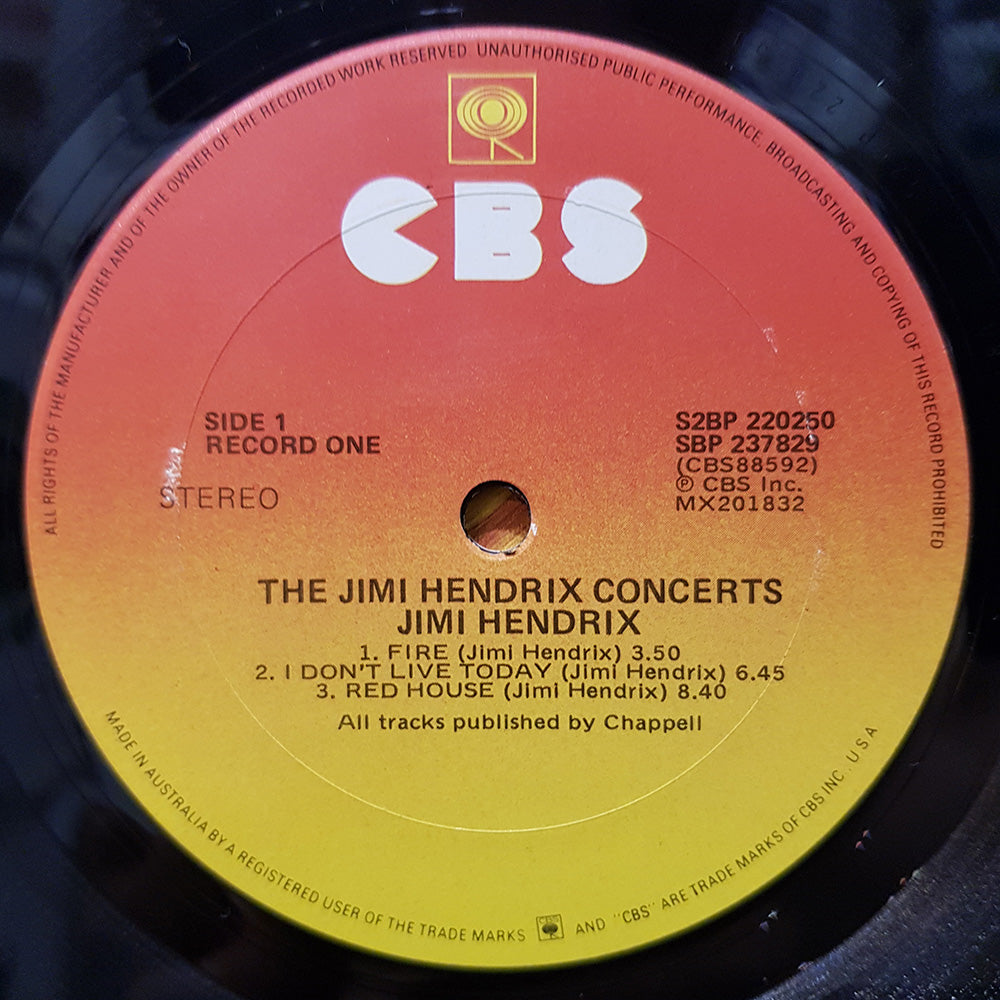 ALL RIGHTS OF THE MANUFACTURER AND OF THE OWNER OF THE RECORDED WORK RESERVED. UNAUTHORISED PUBLIC PERFORMANCE, BROADCASTING AND COPYING OF THIS RECORD PROHIBITED
CBS
SIDE 1
RECORD ONE
STEREO
S2BP 220250
SBP 237829
(CBS88592)
℗ CBS Inc.
MX201832
THE JIMI HENDRIX CONCERTS
JIMI HENDRIX
1. FIRE (Jimi Hendrix) 3.50
2. I DON'T LIVE TODAY (Jimi Hendrix) 6.45
3. RED HOUSE (Jimi Hendrix) 8.40
All tracks published by Chappell
MADE IN AUSTRALIA BY A REGISTERED USER OF THE TRADE MARKS CBS AND "CBS" ARE TRADE MARKS OF CBS INC. U S A